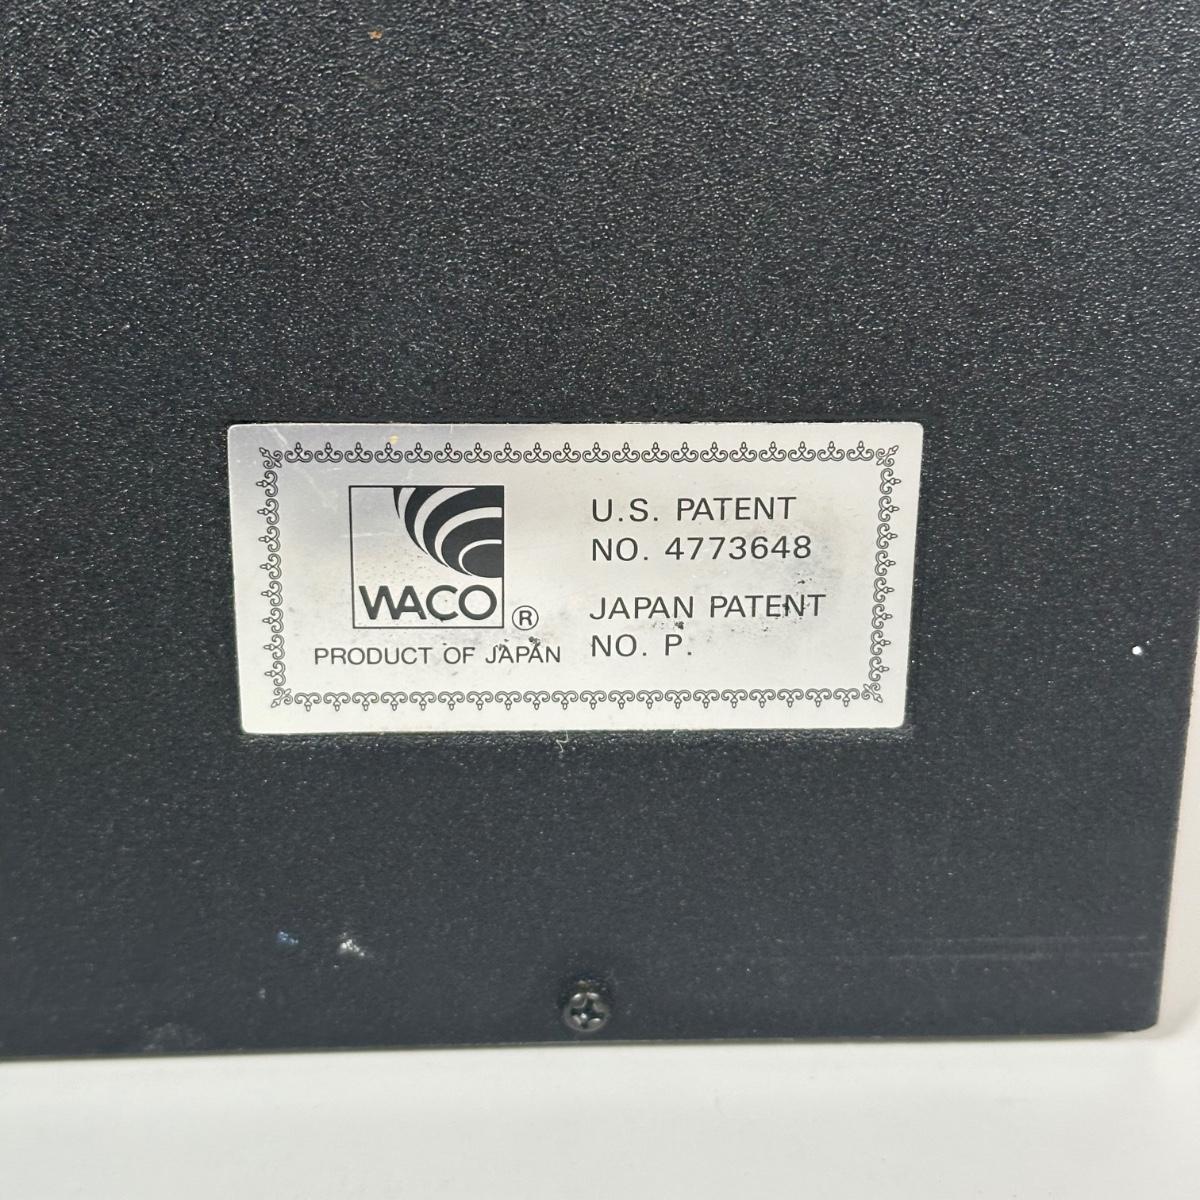 WACO ®
PRODUCT OF JAPAN
U.S. PATENT
NO. 4773648
JAPAN PATENT
NO. P.